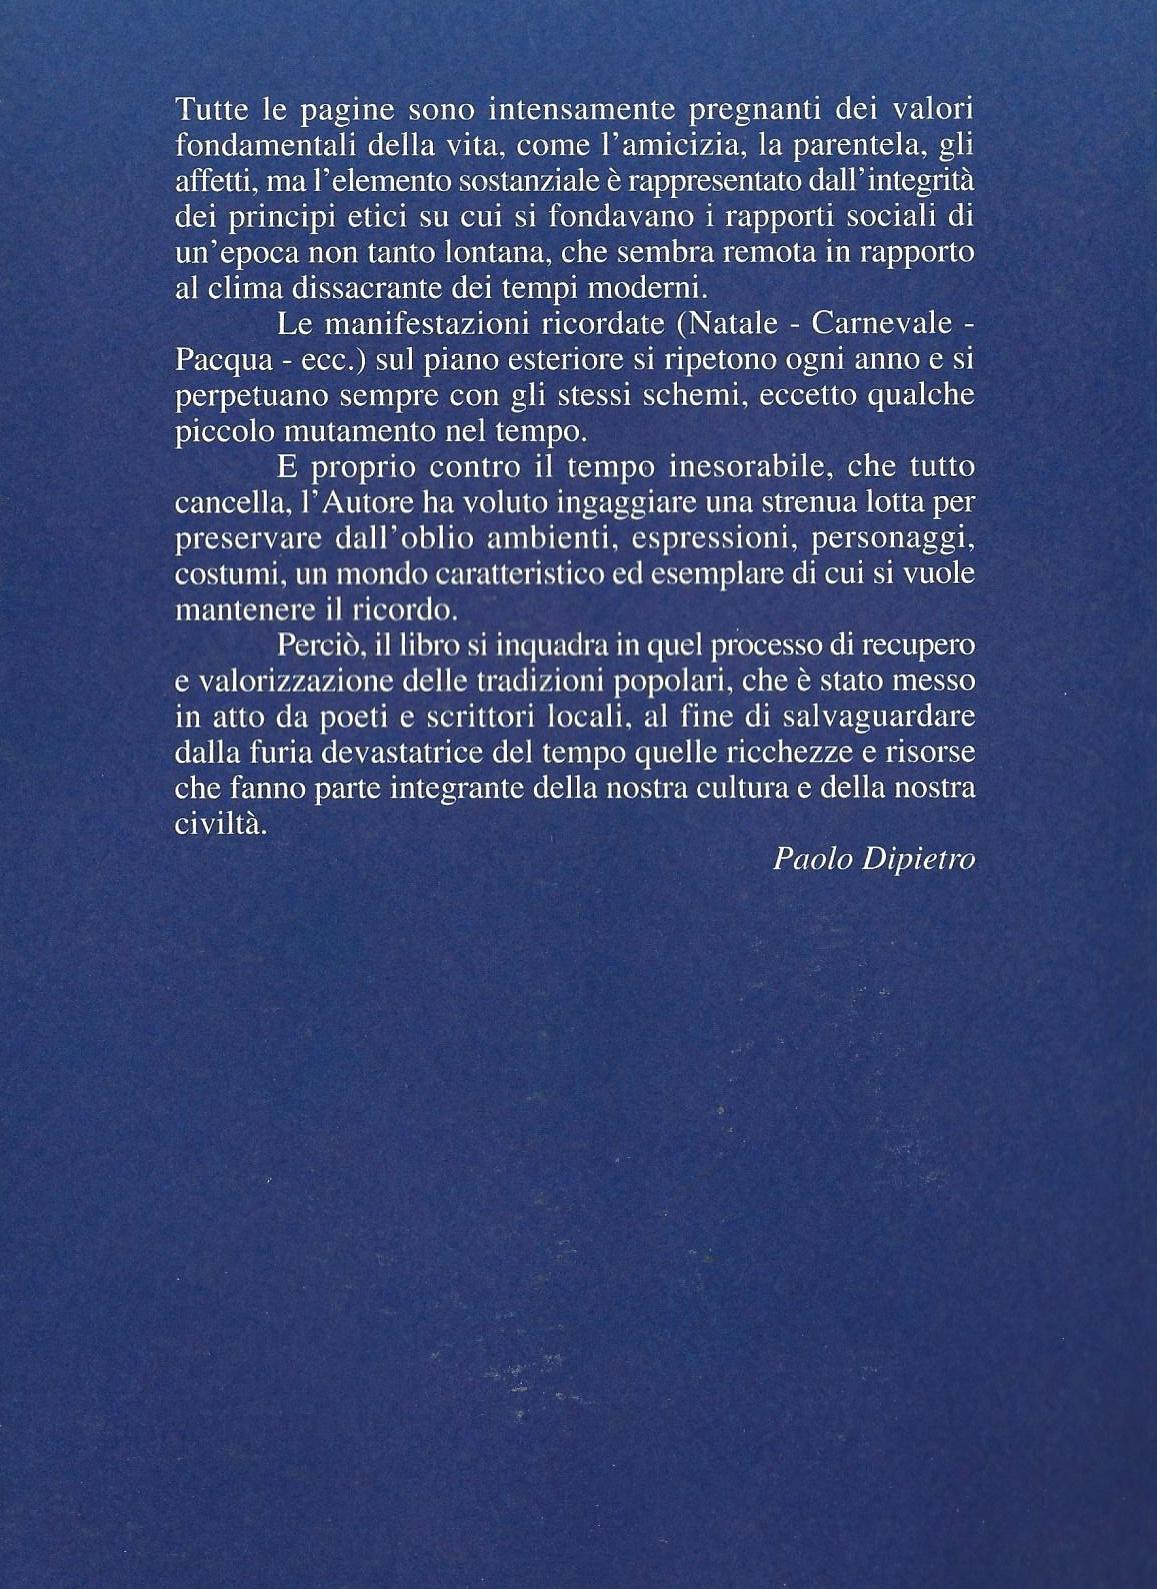 Tutte le pagine sono intensamente pregnanti dei valori
fondamentali della vita, come l'amicizia, la parentela, gli
affetti, ma l'elemento sostanziale è rappresentato dall'integrità
dei principi etici su cui si fondavano i rapporti sociali di
un'epoca non tanto lontana, che sembra remota in rapporto
al clima dissacrante dei tempi moderni.
Le manifestazioni ricordate (Natale - Carnevale -
Pacqua - ecc.) sul piano esteriore si ripetono ogni anno e si
perpetuano sempre con gli stessi schemi, eccetto qualche
piccolo mutamento nel tempo.
E proprio contro il tempo inesorabile, che tutto
cancella, l'Autore ha voluto ingaggiare una strenua lotta per
preservare dall'oblio ambienti, espressioni, personaggi,
costumi, un mondo caratteristico ed esemplare di cui si vuole
mantenere il ricordo.
Perciò, il libro si inquadra in quel processo di recupero
e valorizzazione delle tradizioni popolari, che è stato messo
in atto da poeti e scrittori locali, al fine di salvaguardare
dalla furia devastatrice del tempo quelle ricchezze e risorse
che fanno parte integrante della nostra cultura e della nostra
civiltà.
Paolo Dipietro